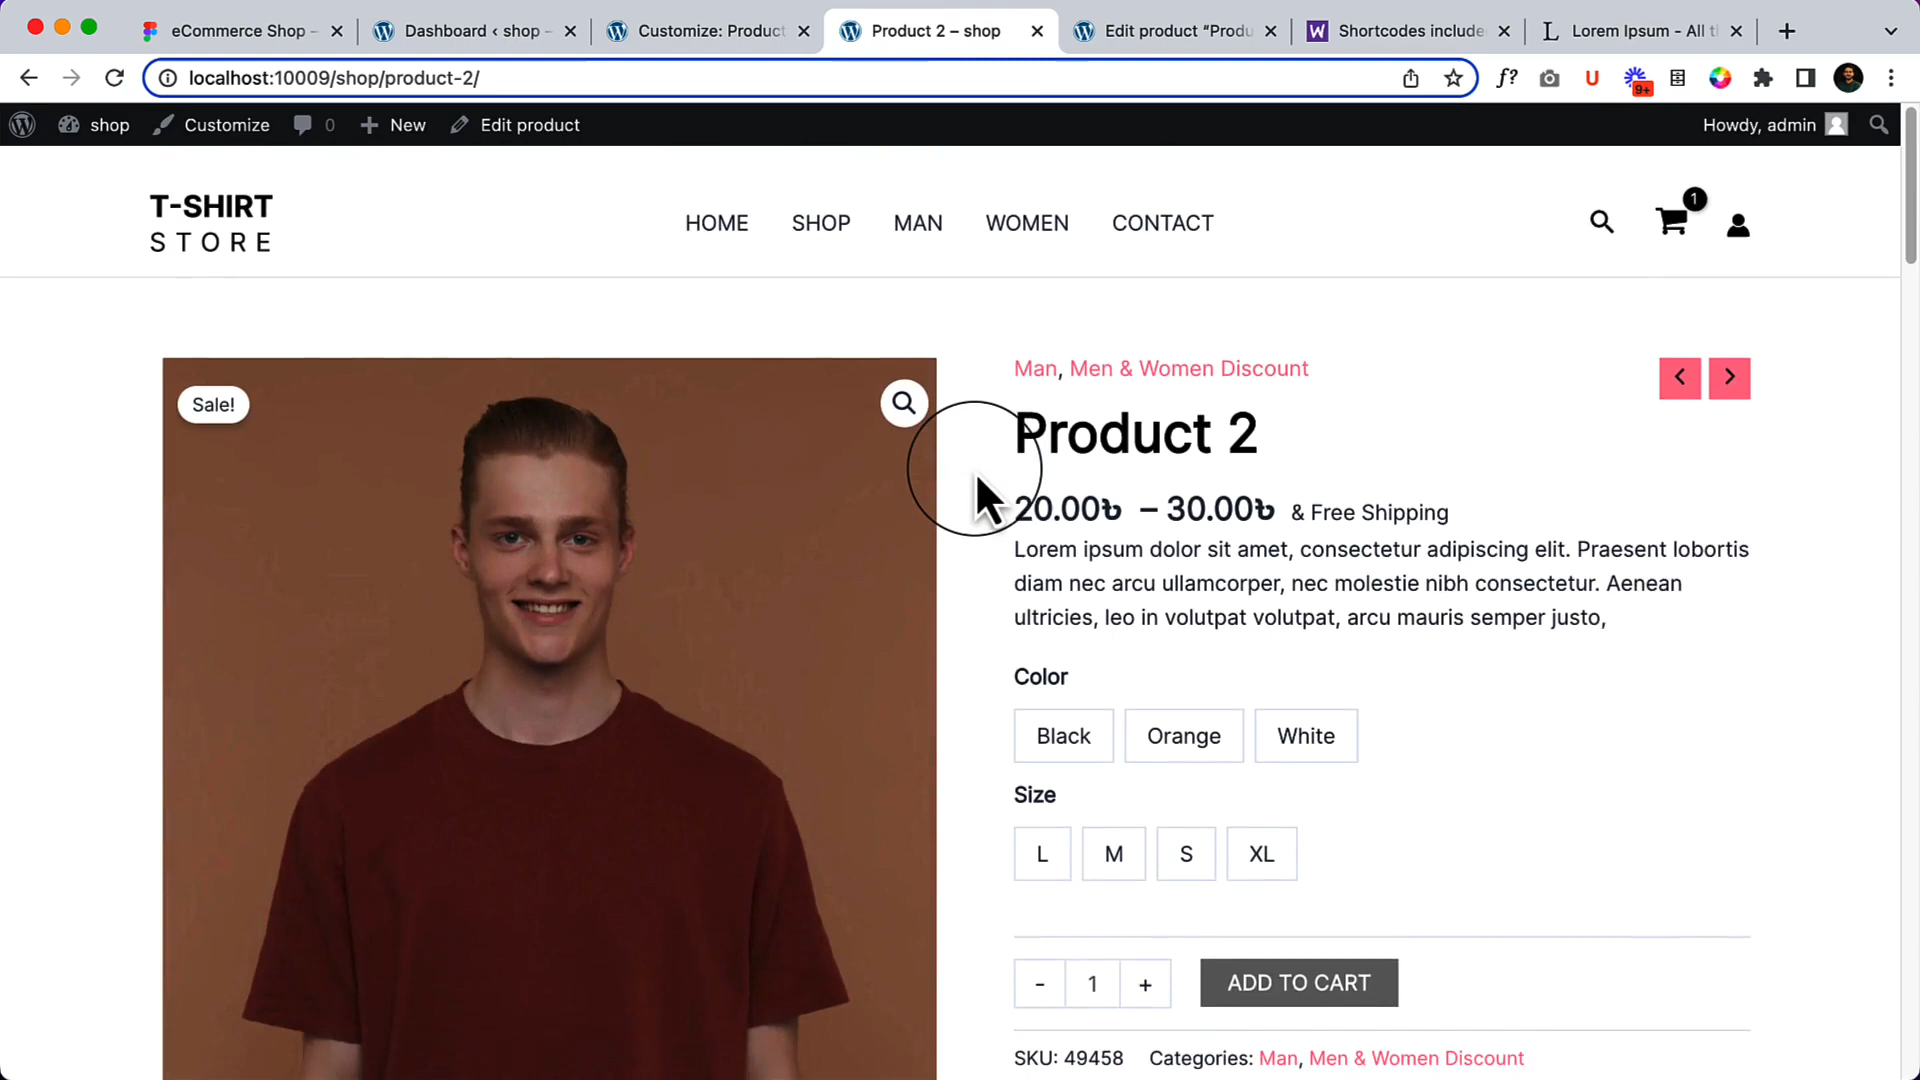 eCommerce Shop –
Dashboard ‹ shop –
Customize: Product
Product 2 – shop
Edit product “Produ
Shortcodes include
Lorem Ipsum - All t
localhost:10009/shop/product-2/
f?
U
9+
shop
Customize
0
New
Edit product
Howdy, admin
T-SHIRT
STORE
HOME
SHOP
MAN
WOMEN
CONTACT
1
Sale!
Man, Men & Women Discount
Product 2
20.00৳ – 30.00৳ & Free Shipping
Lorem ipsum dolor sit amet, consectetur adipiscing elit. Praesent lobortis
diam nec arcu ullamcorper, nec molestie nibh consectetur. Aenean
ultricies, leo in volutpat volutpat, arcu mauris semper justo,
Color
Black
Orange
White
Size
L
M
S
XL
- 1 +
ADD TO CART
SKU: 49458 Categories: Man, Men & Women Discount